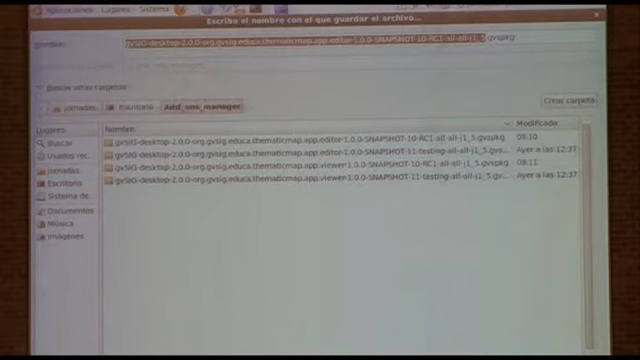 Aplicaciones Lugares Sistema
Escriba el nombre con el que guardar el archivo...
Nombre: gvSIG-desktop-2.0.0-org.gvsig.educa.thematicmap.app.editor-1.0.0-SNAPSHOT-10-RC1-all-all-j1_5.gvspkg
Buscar otras carpetas
jornadas Escritorio Add_ons_manager Crear carpeta
Lugares Nombre Modificado
Buscar gvSIG-desktop-2.0.0-org.gvsig.educa.thematicmap.app.editor-1.0.0-SNAPSHOT-10-RC1-all-all-j1_5.gvspkg 08:10
Usados rec... gvSIG-desktop-2.0.0-org.gvsig.educa.thematicmap.app.editor-1.0.0-SNAPSHOT-11-testing-all-all-j1_5.gvs... Ayer a las 12:37
jornadas gvSIG-desktop-2.0.0-org.gvsig.educa.thematicmap.app.viewer-1.0.0-SNAPSHOT-10-RC1-all-all-j1_5.gvspkg 08:11
Escritorio gvSIG-desktop-2.0.0-org.gvsig.educa.thematicmap.app.viewer-1.0.0-SNAPSHOT-11-testing-all-all-j1_5.gv... Ayer a las 12:37
Sistema de...
Documentos
Música
Imágenes